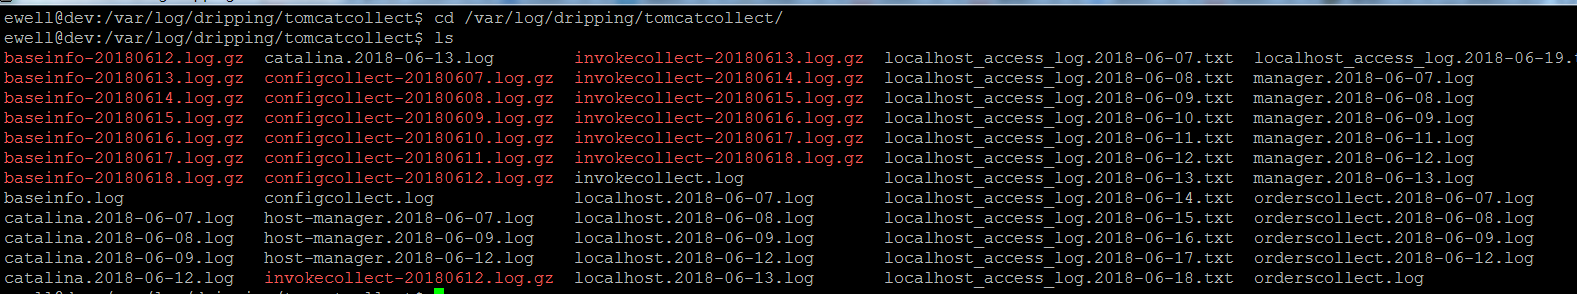 ewell@dev:/var/log/dripping/tomcatcollect$ cd /var/log/dripping/tomcatcollect/
ewell@dev:/var/log/dripping/tomcatcollect$ ls
baseinfo-20180612.log.gz catalina.2018-06-13.log invokecollect-20180613.log.gz localhost_access_log.2018-06-07.txt localhost_access_log.2018-06-19.t
baseinfo-20180613.log.gz configcollect-20180607.log.gz invokecollect-20180614.log.gz localhost_access_log.2018-06-08.txt manager.2018-06-07.log
baseinfo-20180614.log.gz configcollect-20180608.log.gz invokecollect-20180615.log.gz localhost_access_log.2018-06-09.txt manager.2018-06-08.log
baseinfo-20180615.log.gz configcollect-20180609.log.gz invokecollect-20180616.log.gz localhost_access_log.2018-06-10.txt manager.2018-06-09.log
baseinfo-20180616.log.gz configcollect-20180610.log.gz invokecollect-20180617.log.gz localhost_access_log.2018-06-11.txt manager.2018-06-11.log
baseinfo-20180617.log.gz configcollect-20180611.log.gz invokecollect-20180618.log.gz localhost_access_log.2018-06-12.txt manager.2018-06-12.log
baseinfo-20180618.log.gz configcollect-20180612.log.gz invokecollect.log localhost_access_log.2018-06-13.txt manager.2018-06-13.log
baseinfo.log configcollect.log localhost.2018-06-07.log localhost_access_log.2018-06-14.txt orderscollect.2018-06-07.log
catalina.2018-06-07.log host-manager.2018-06-07.log localhost.2018-06-08.log localhost_access_log.2018-06-15.txt orderscollect.2018-06-08.log
catalina.2018-06-08.log host-manager.2018-06-09.log localhost.2018-06-09.log localhost_access_log.2018-06-16.txt orderscollect.2018-06-09.log
catalina.2018-06-09.log host-manager.2018-06-12.log localhost.2018-06-12.log localhost_access_log.2018-06-17.txt orderscollect.2018-06-12.log
catalina.2018-06-12.log invokecollect-20180612.log.gz localhost.2018-06-13.log localhost_access_log.2018-06-18.txt orderscollect.log